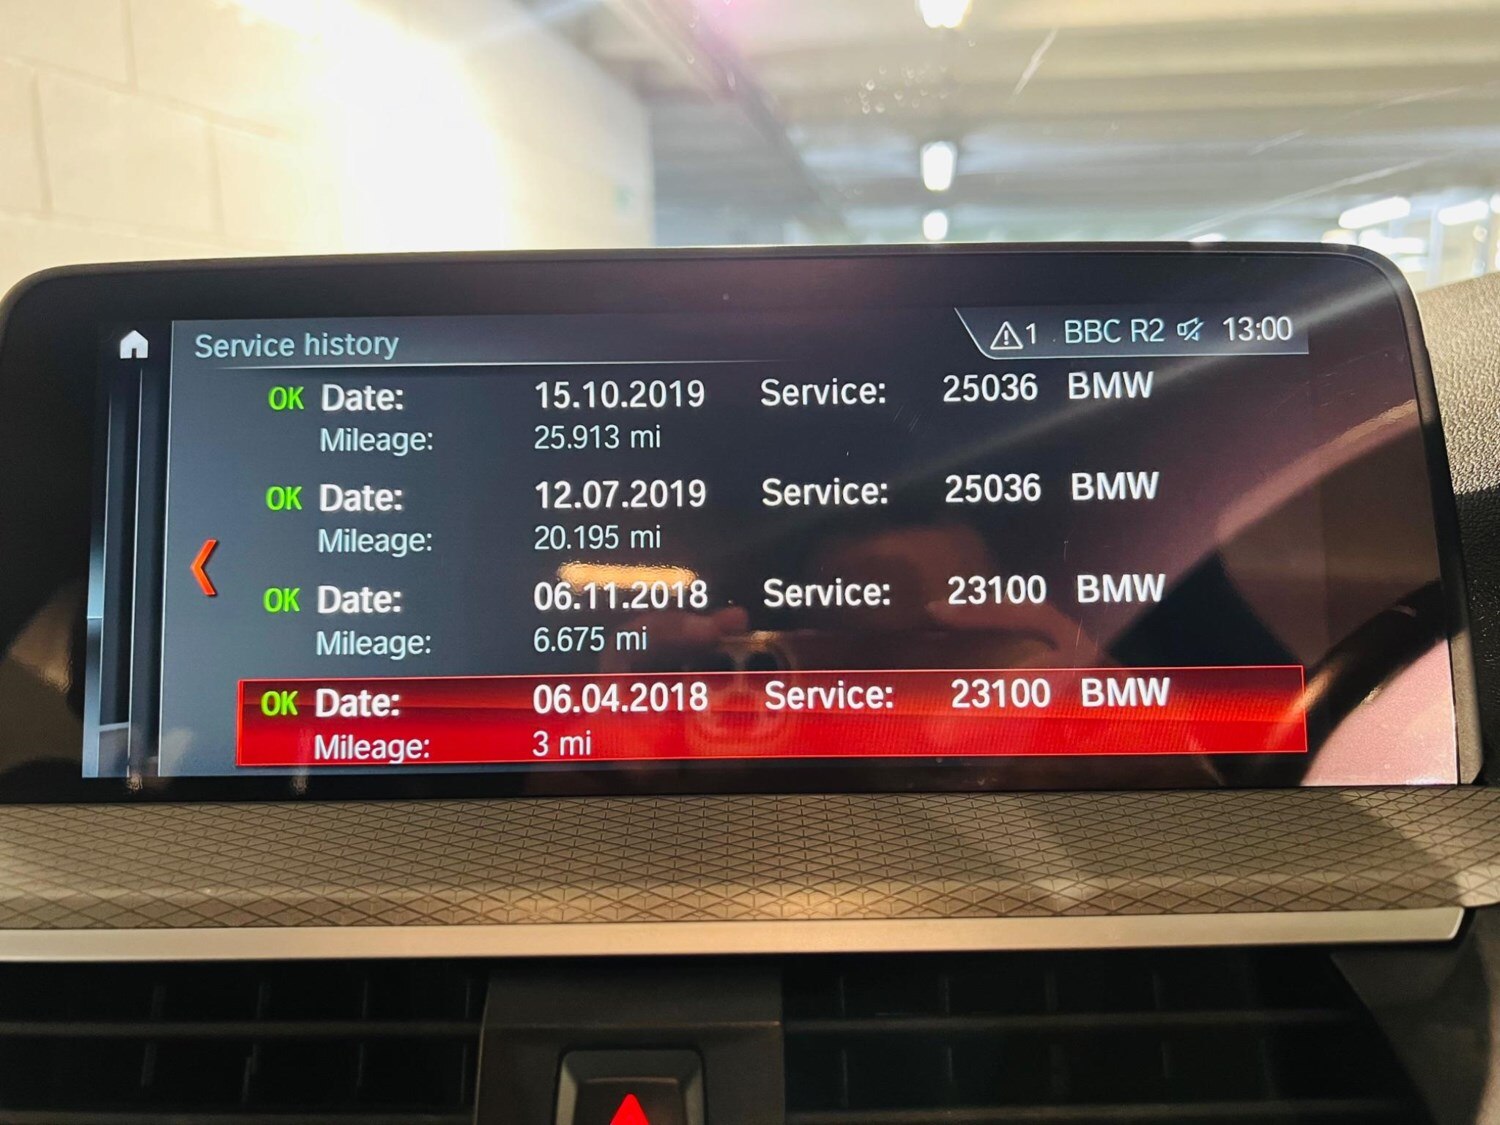 Service history
1 BBC R2 13:00
OK Date: 15.10.2019 Service: 25036 BMW
Mileage: 25.913 mi
OK Date: 12.07.2019 Service: 25036 BMW
Mileage: 20.195 mi
OK Date: 06.11.2018 Service: 23100 BMW
Mileage: 6.675 mi
OK Date: 06.04.2018 Service: 23100 BMW
Mileage: 3 mi